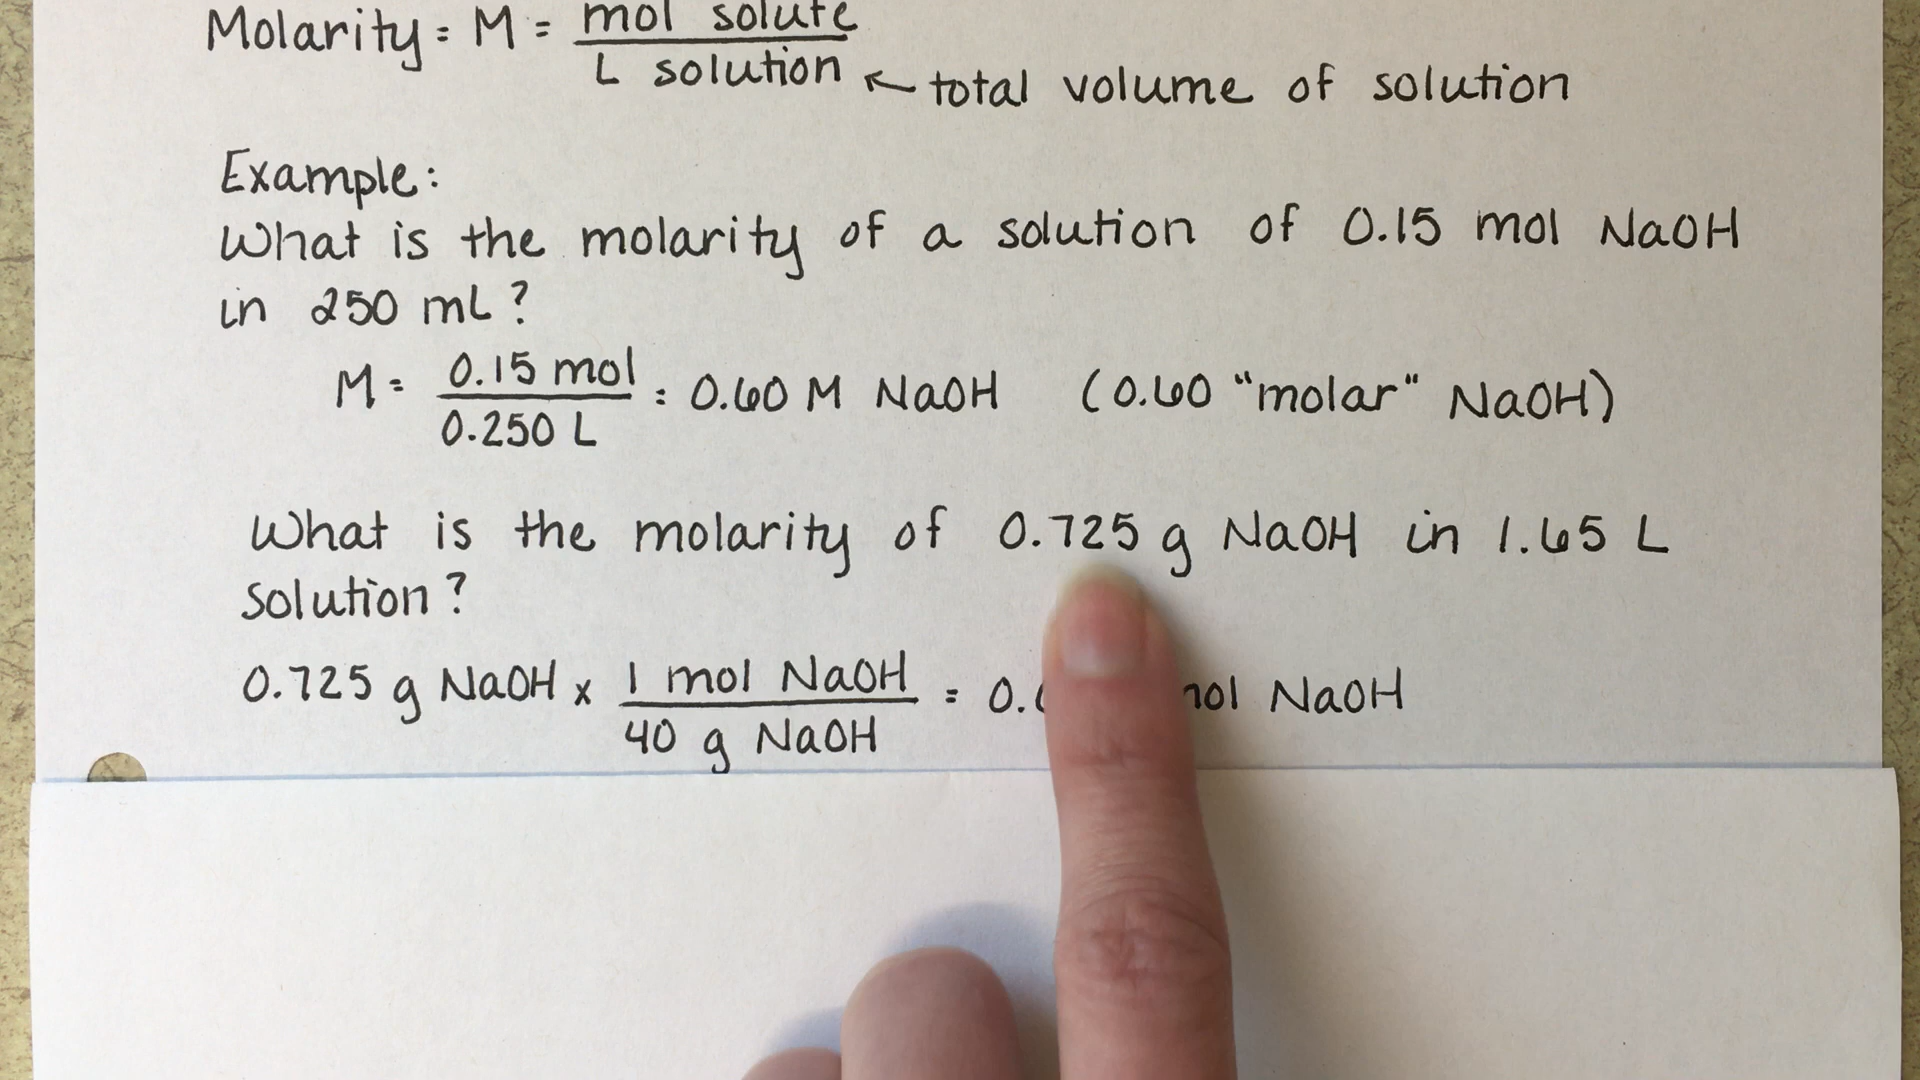 Molarity = M = mol solute
L solution ← total volume of solution
Example:
What is the molarity of a solution of 0.15 mol NaOH
in 250 mL?
M = 0.15 mol
0.250 L
= 0.60 M NaOH (0.60 "molar" NaOH)
What is the molarity of 0.725 g NaOH in 1.65 L
solution?
0.725 g NaOH x 1 mol NaOH
40 g NaOH
= NaOH